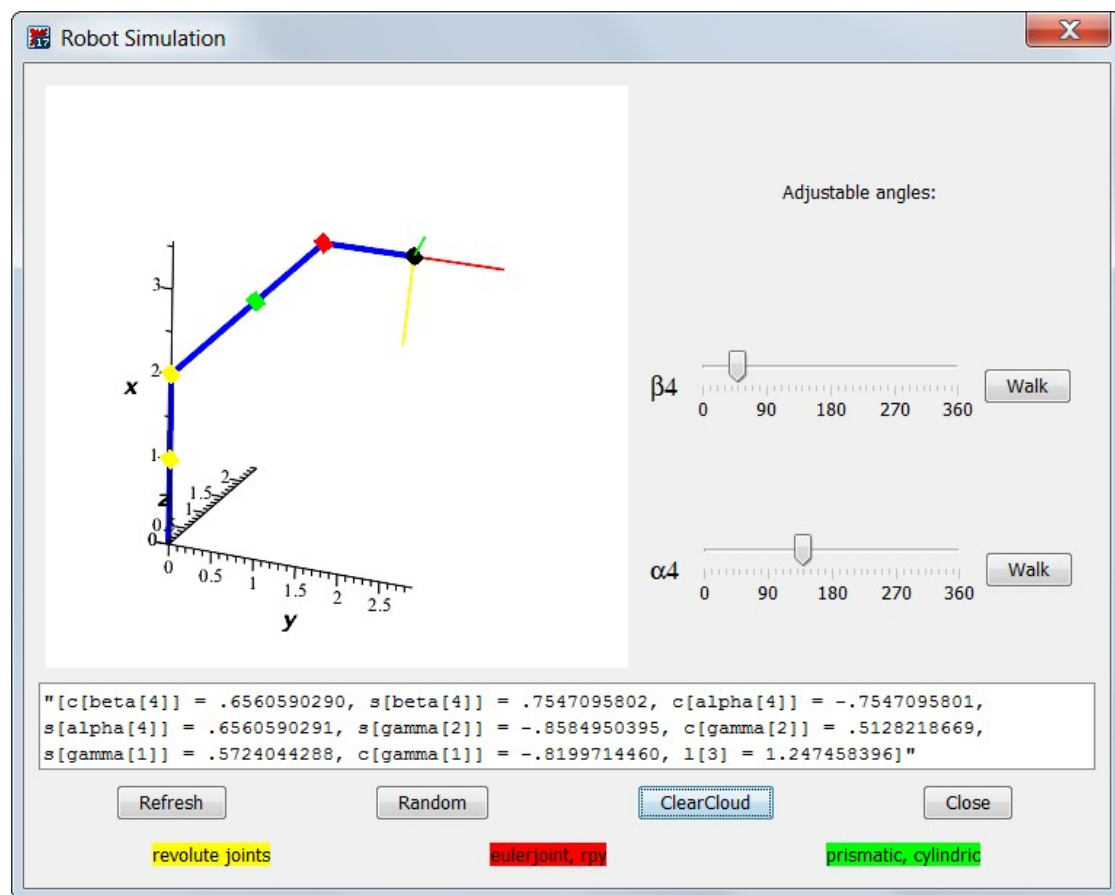 17
Robot Simulation
X
Adjustable angles:
3
2
x
1
z
2
1.5
1
0
0
0.5
1
1.5
2
2.5
y
β4
0 90 180 270 360
Walk
α4
0 90 180 270 360
Walk
"[c[beta[4]] = .6560590290, s[beta[4]] = .7547095802, c[alpha[4]] = -.7547095801,
s[alpha[4]] = .6560590291, s[gamma[2]] = -.8584950395, c[gamma[2]] = .5128218669,
s[gamma[1]] = .5724044288, c[gamma[1]] = -.8199714460, l[3] = 1.247458396]"
Refresh Random ClearCloud Close
revolute joints eulerjoint, rpy prismatic, cylindric